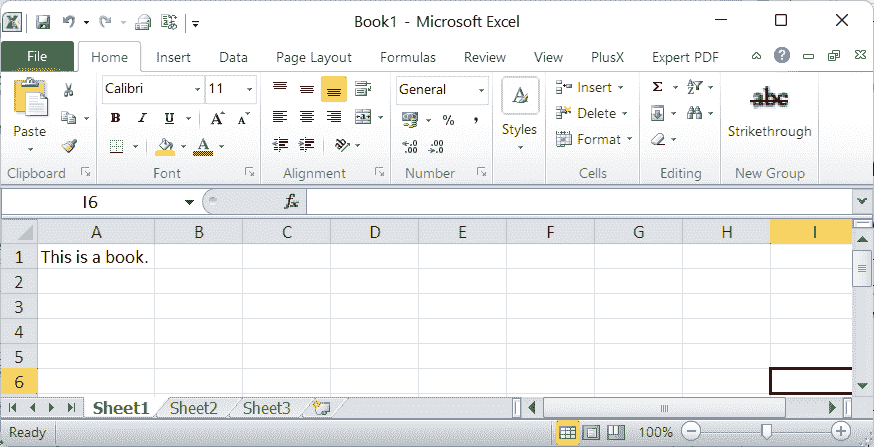 Book1 - Microsoft Excel
File Home Insert Data Page Layout Formulas Review View PlusX Expert PDF
Calibri 11 General Insert Σ abc
Paste B I U A A % , Styles Delete Strikethrough
A .00 .0 Format
Clipboard Font Alignment Number Cells Editing New Group
I6 fx
A B C D E F G H I
1 This is a book.
2
3
4
5
6
Sheet1 Sheet2 Sheet3
Ready 100%